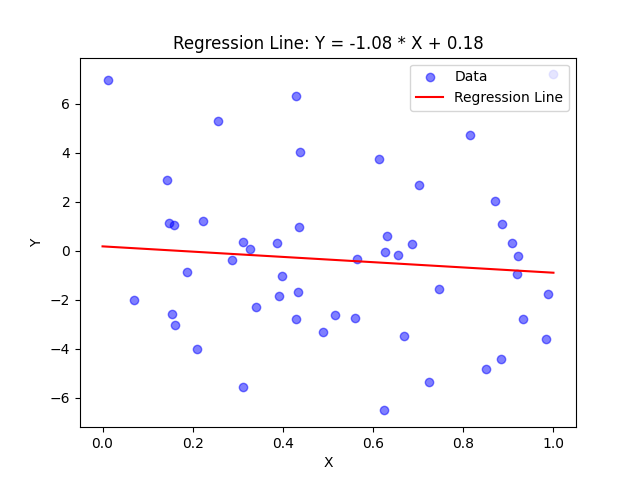 Regression Line: Y = -1.08 * X + 0.18
Data
Regression Line
6
4
2
0
−2
−4
−6
Y
0.0 0.2 0.4 0.6 0.8 1.0
X